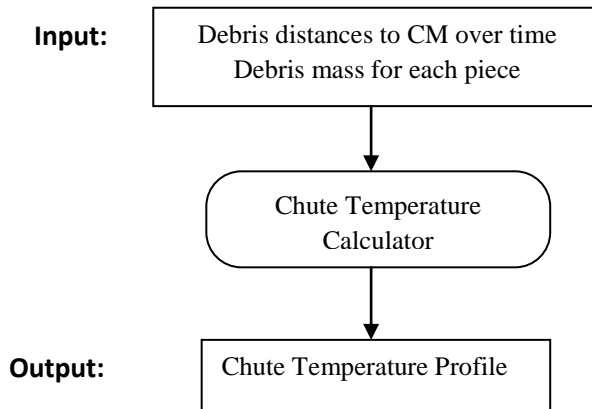 Input:
Debris distances to CM over time
Debris mass for each piece
Chute Temperature
Calculator
Output:
Chute Temperature Profile